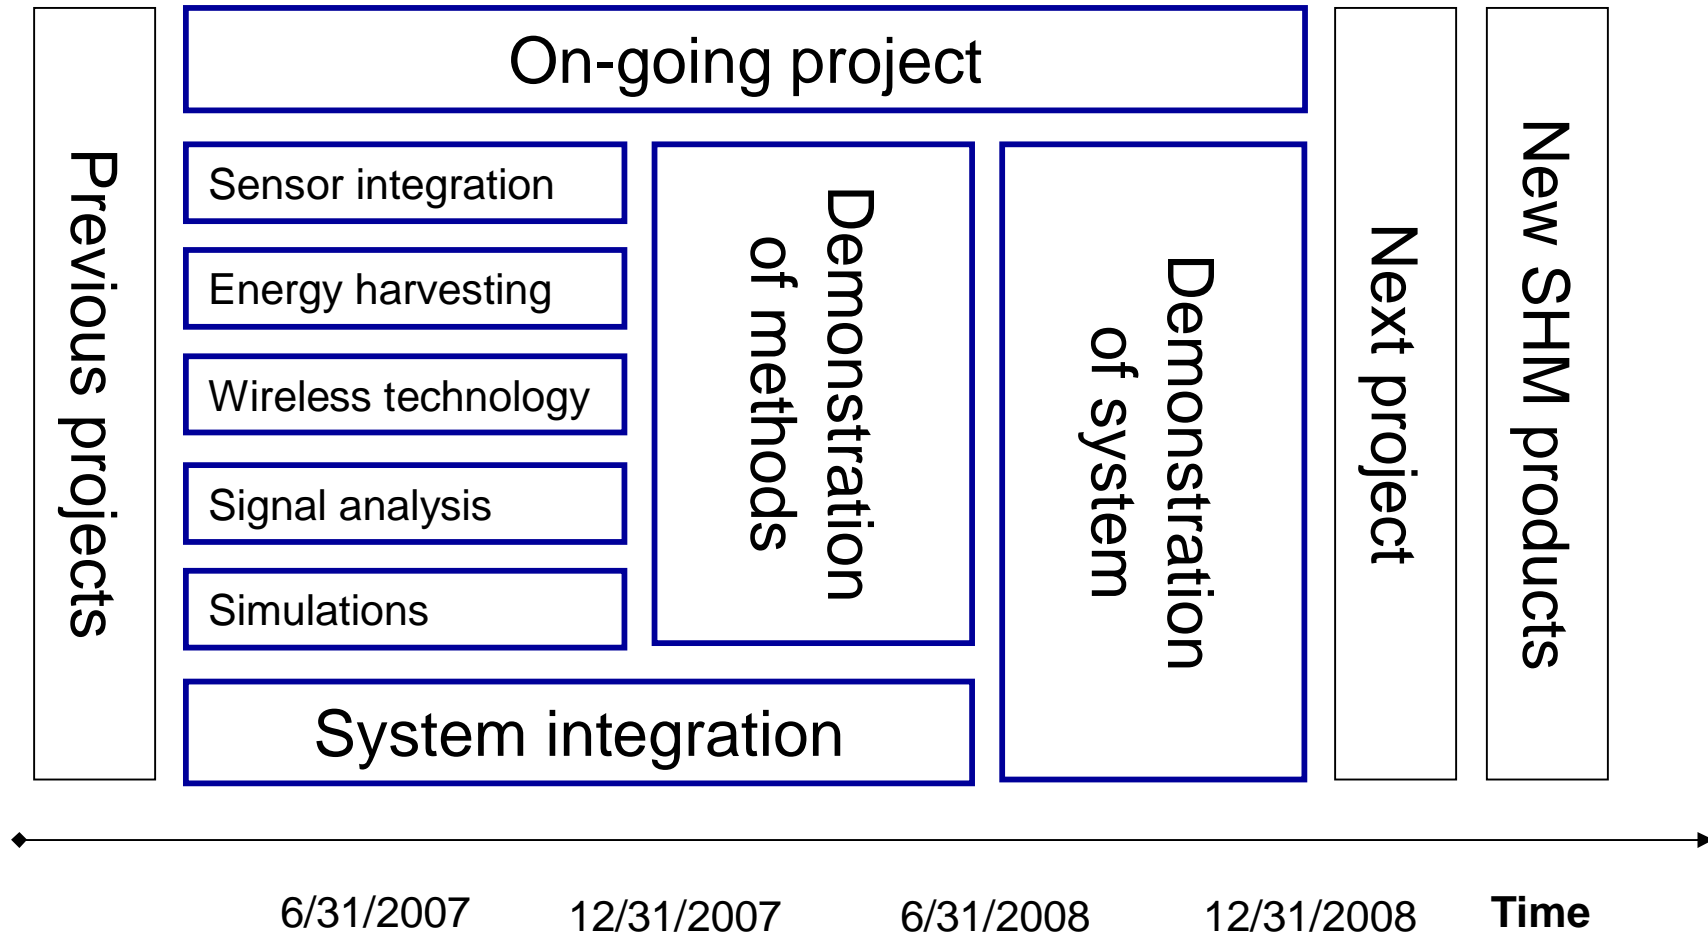 Previous projects
On-going project
Sensor integration
Energy harvesting
Wireless technology
Signal analysis
Simulations
System integration
Demonstration
of methods
Demonstration
of system
Next project
New SHM products
6/31/2007
12/31/2007
6/31/2008
12/31/2008
Time